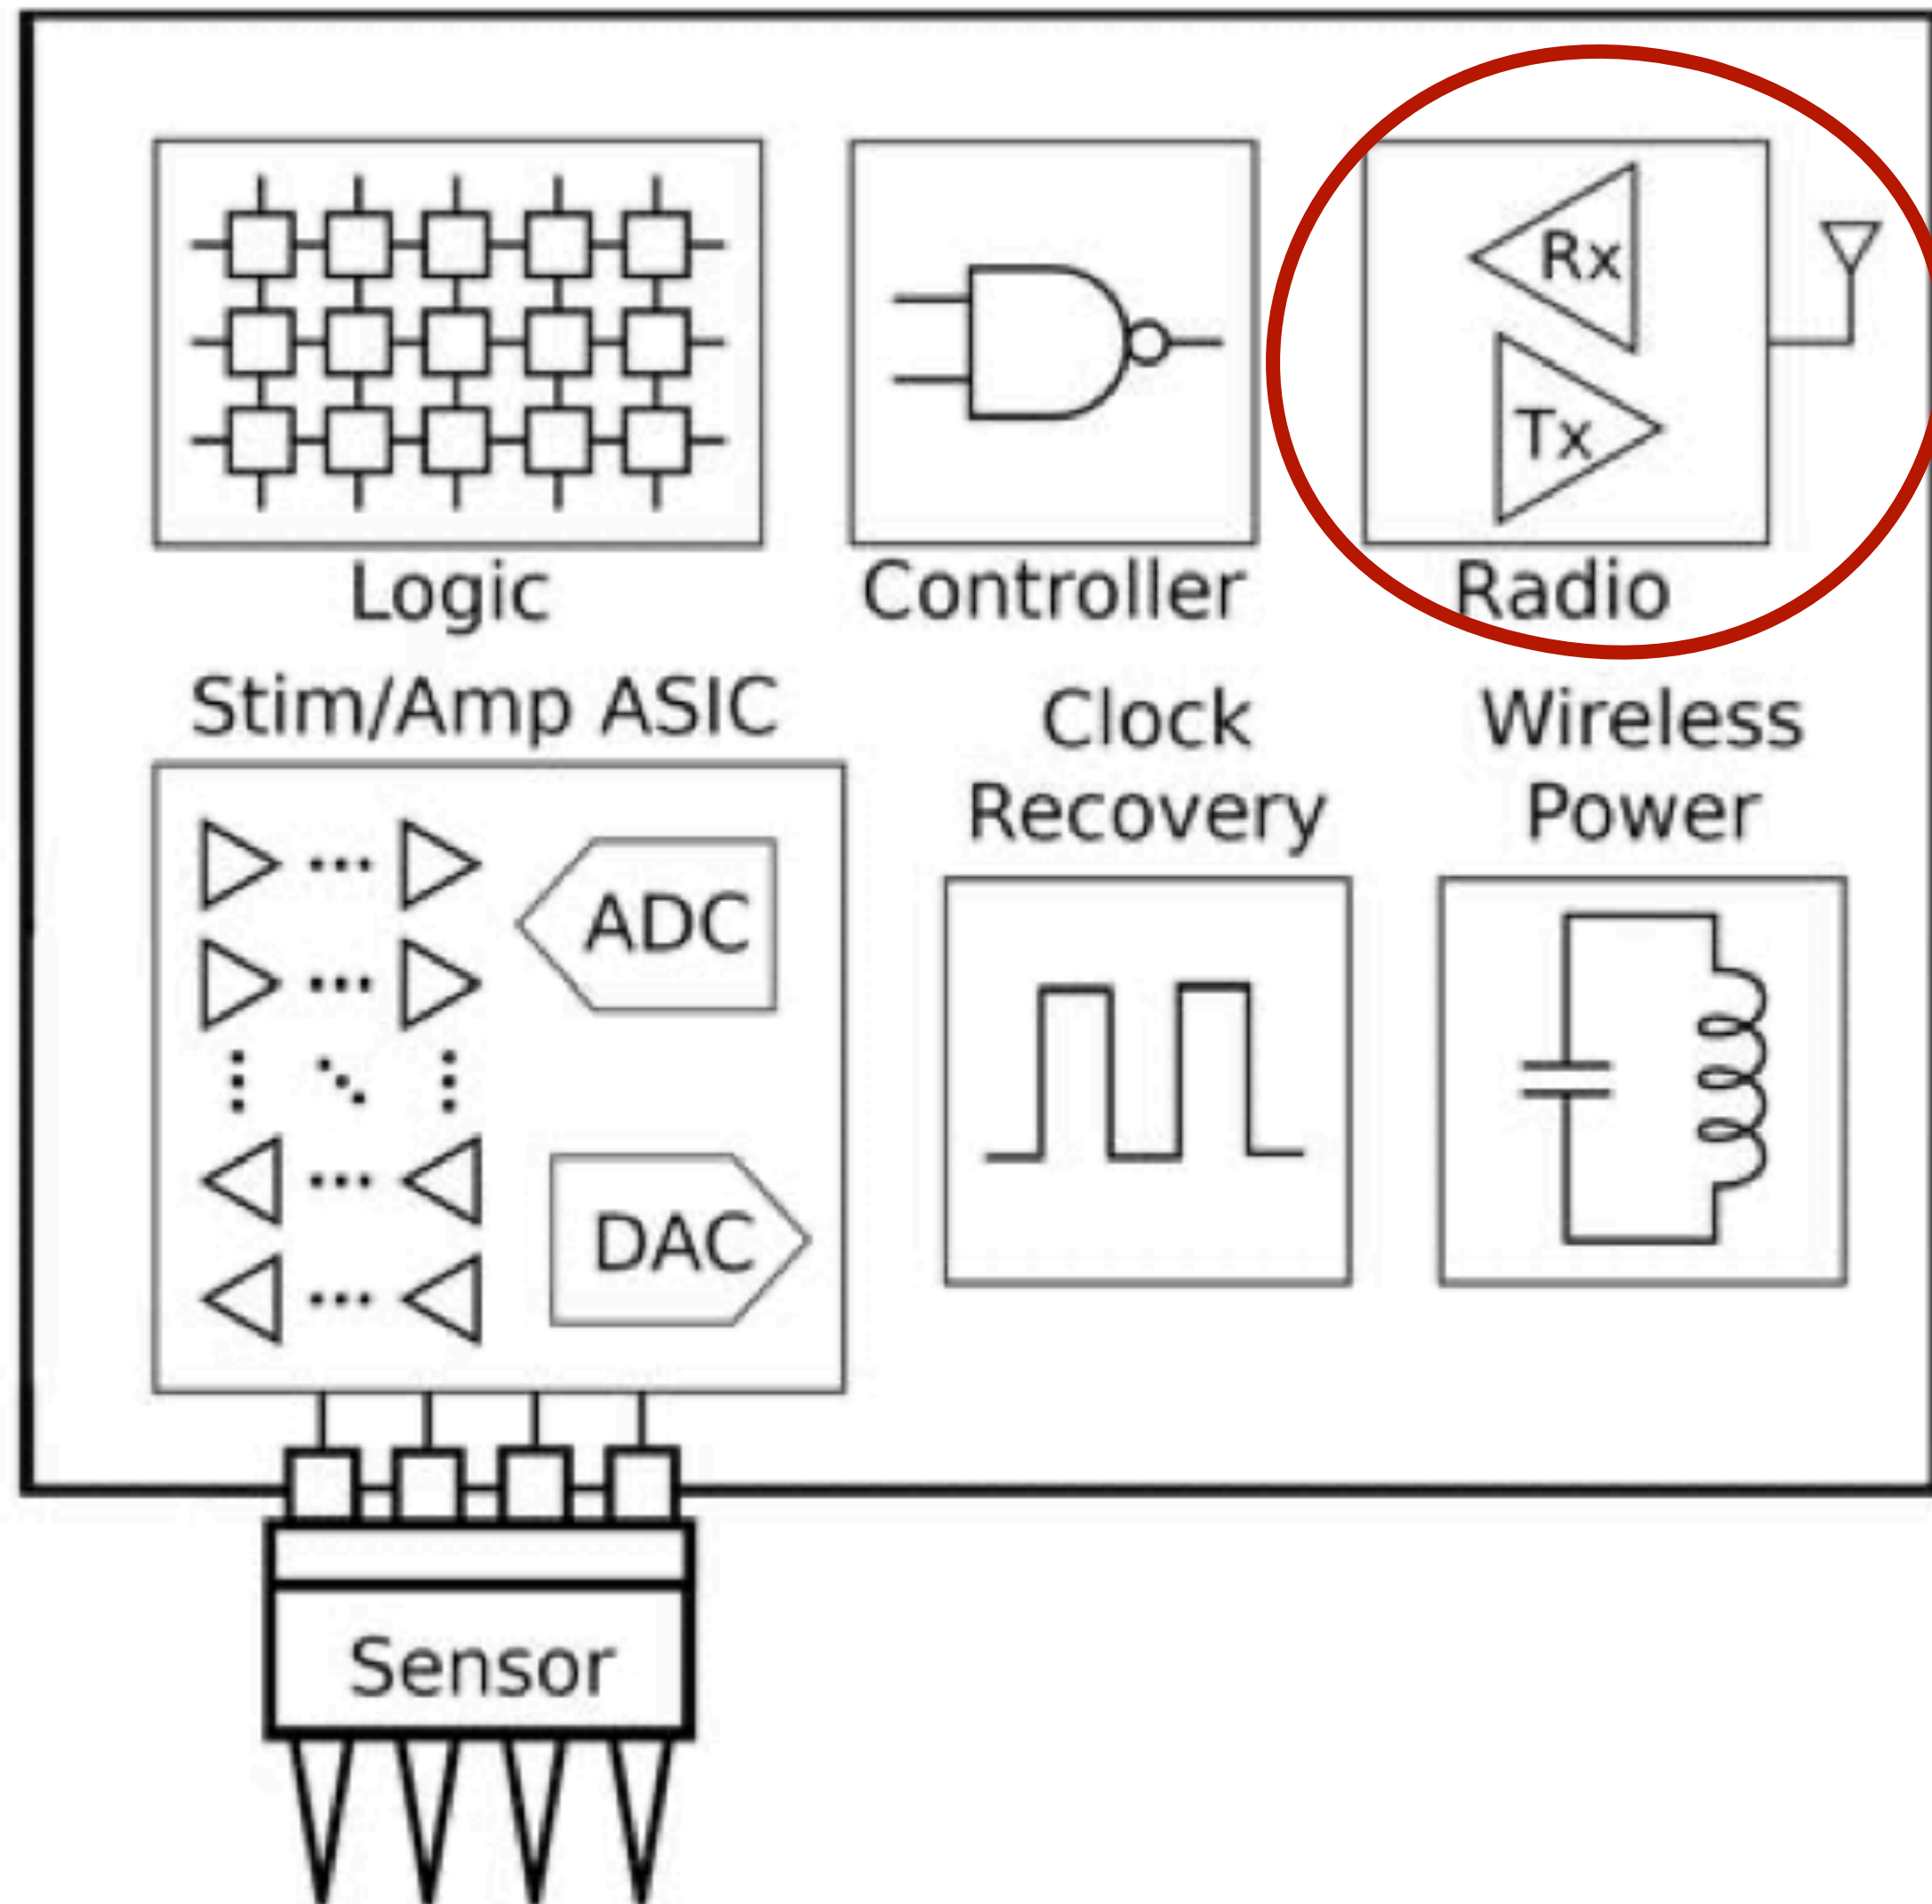 Rx
Tx
Logic
Controller
Radio
Stim/Amp ASIC
Clock
Recovery
Wireless
Power
ADC
DAC
Sensor